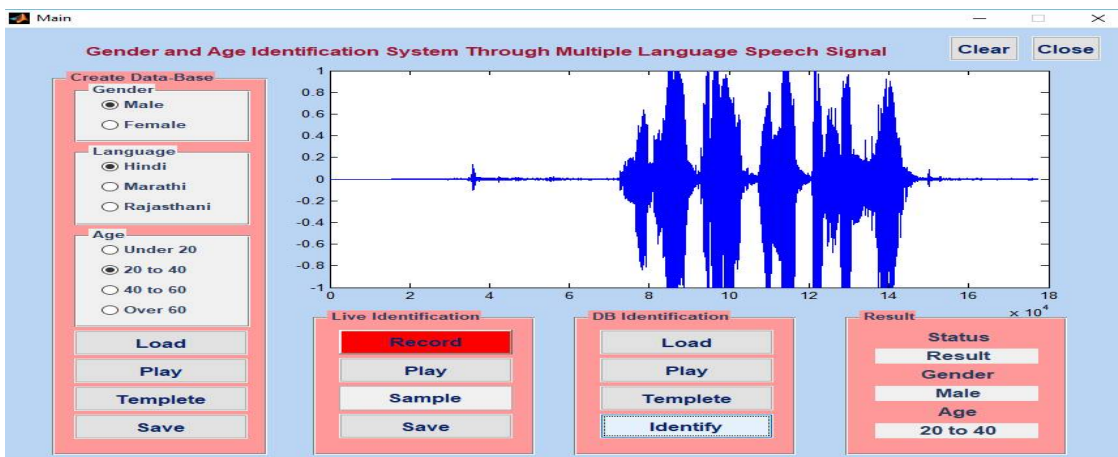 Main
Gender and Age Identification System Through Multiple Language Speech Signal
Clear
Close
Create Data-Base
Gender
Male
Female
Language
Hindi
Marathi
Rajasthani
Age
Under 20
20 to 40
40 to 60
Over 60
Load
Play
Templete
Save
1
0.8
0.6
0.4
0.2
0
-0.2
-0.4
-0.6
-0.8
-1
0 2 4 6 8 10 12 14 16 18
× 10⁴
Live Identification
Record
Play
Sample
Save
DB Identification
Load
Play
Templete
Identify
Result
Status
Result
Gender
Male
Age
20 to 40